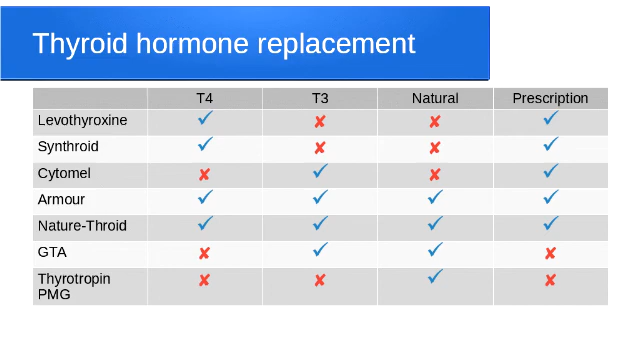 Thyroid hormone replacement
T4 T3 Natural Prescription
Levothyroxine ✓ ✘ ✘ ✓
Synthroid ✓ ✘ ✘ ✓
Cytomel ✘ ✓ ✘ ✓
Armour ✓ ✓ ✓ ✓
Nature-Throid ✓ ✓ ✓ ✓
GTA ✘ ✓ ✓ ✘
Thyrotropin ✘ ✘ ✓ ✘
PMG